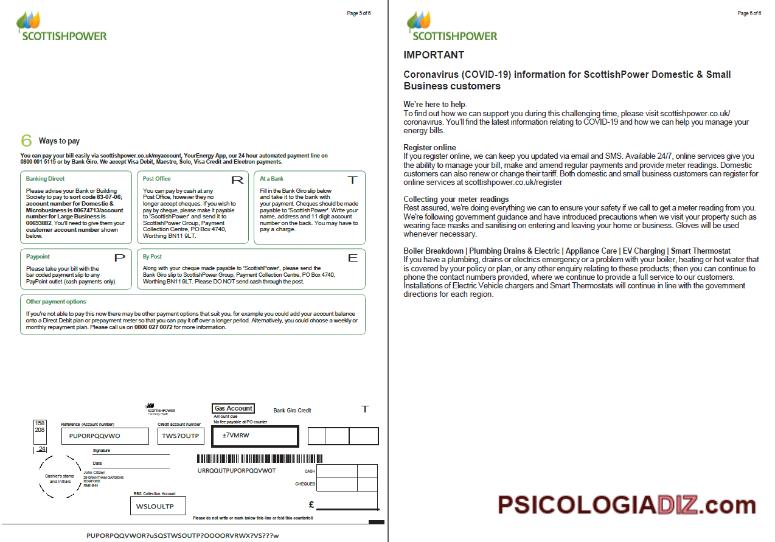 Page 5 of 6
SCOTTISHPOWER
6 Ways to pay
You can pay your bill easily via scottishpower.co.uk/myaccount, YourEnergy App, our 24 hour automated payment line on
0800 001 5116 or by Bank Giro. We accept Visa Debit, Maestro, Solo, Visa Credit and Electron payments.
Banking Direct
Please advise your Bank or Building
Society to pay to sort code 83-07-06;
account number for Domestic &
Microbusiness is 00674713/account
number for Large Business is
00653882. You'll need to give them your
customer account number shown
below.
Post Office R
You can pay by cash at any
Post Office, however they no
longer accept cheques. If you wish to
pay by cheque, please make it payable
to 'ScottishPower' and send it to
ScottishPower Group, Payment
Collection Centre, PO Box 4740,
Worthing BN11 9LT.
At a Bank T
Fill in the Bank Giro slip below
and take it to the bank with
your payment. Cheques should be made
payable to 'ScottishPower'. Write your
name, address and 11 digit account
number on the back. You may have to
pay a charge.
Paypoint P
Please take your bill with the
bar coded payment slip to any
PayPoint outlet (cash payments only).
By Post E
Along with your cheque made payable to 'ScottishPower', please send the
Bank Giro slip to ScottishPower Group, Payment Collection Centre, PO Box 4740,
Worthing BN11 9LT. Please DO NOT send cash through the post.
Other payment options
If you're not able to pay this now there may be other payment options that suit you, for example you could add your account balance
onto a Direct Debit plan or prepayment meter so that you can pay it off over a longer period. Alternatively, you could choose a weekly or
monthly repayment plan. Please call us on 0800 027 0072 for more information.
SCOTTISHPOWER
Gas Account
Bank Giro Credit T
Amount due
No fee payable at PO counter
Reference (Account number)
Credit account number
PUPORPQQVWO
TWS?OUTP
±7VMRW
Signature
Date
Cashier's stamp
and initials
URRQQUTPUPORPQQVWOT
CASH
CHEQUES
RBS Collection Account
WSLOULTP
£
Please do not write or mark below this line or fold this counterfoil
PUPORPQQVWOR?uSQSTWSOUTP?OOOORVRWX?VS???w
Page 6 of 6
SCOTTISHPOWER
IMPORTANT
Coronavirus (COVID-19) information for ScottishPower Domestic & Small
Business customers
We're here to help
To find out how we can support you during this challenging time, please visit scottishpower.co.uk/
coronavirus. You'll find the latest information relating to COVID-19 and how we can help you manage your
energy bills.
Register online
If you register online, we can keep you updated via email and SMS. Available 24/7, online services give you
the ability to manage your bill, make and amend regular payments and provide meter readings. Domestic
customers can also renew or change their tariff. Both domestic and small business customers can register for
online services at scottishpower.co.uk/register
Collecting your meter readings
Rest assured, we're doing everything we can to ensure your safety if we call to get a meter reading from you.
We're following government guidance and have introduced precautions when we visit your property such as
wearing face masks and sanitising on entering and leaving your home or business. Gloves will be used
whenever necessary.
Boiler Breakdown | Plumbing Drains & Electric | Appliance Care | EV Charging | Smart Thermostat
If you have a plumbing, drains or electrics emergency or a problem with your boiler, heating or hot water that
is covered by your policy or plan, or any other enquiry relating to these products; then you can continue to
phone the contact numbers provided, where we continue to provide a full service to our customers.
Installations of Electric Vehicle chargers and Smart Thermostats will continue in line with the government
directions for each region.
PSICOLOGIADIZ.com